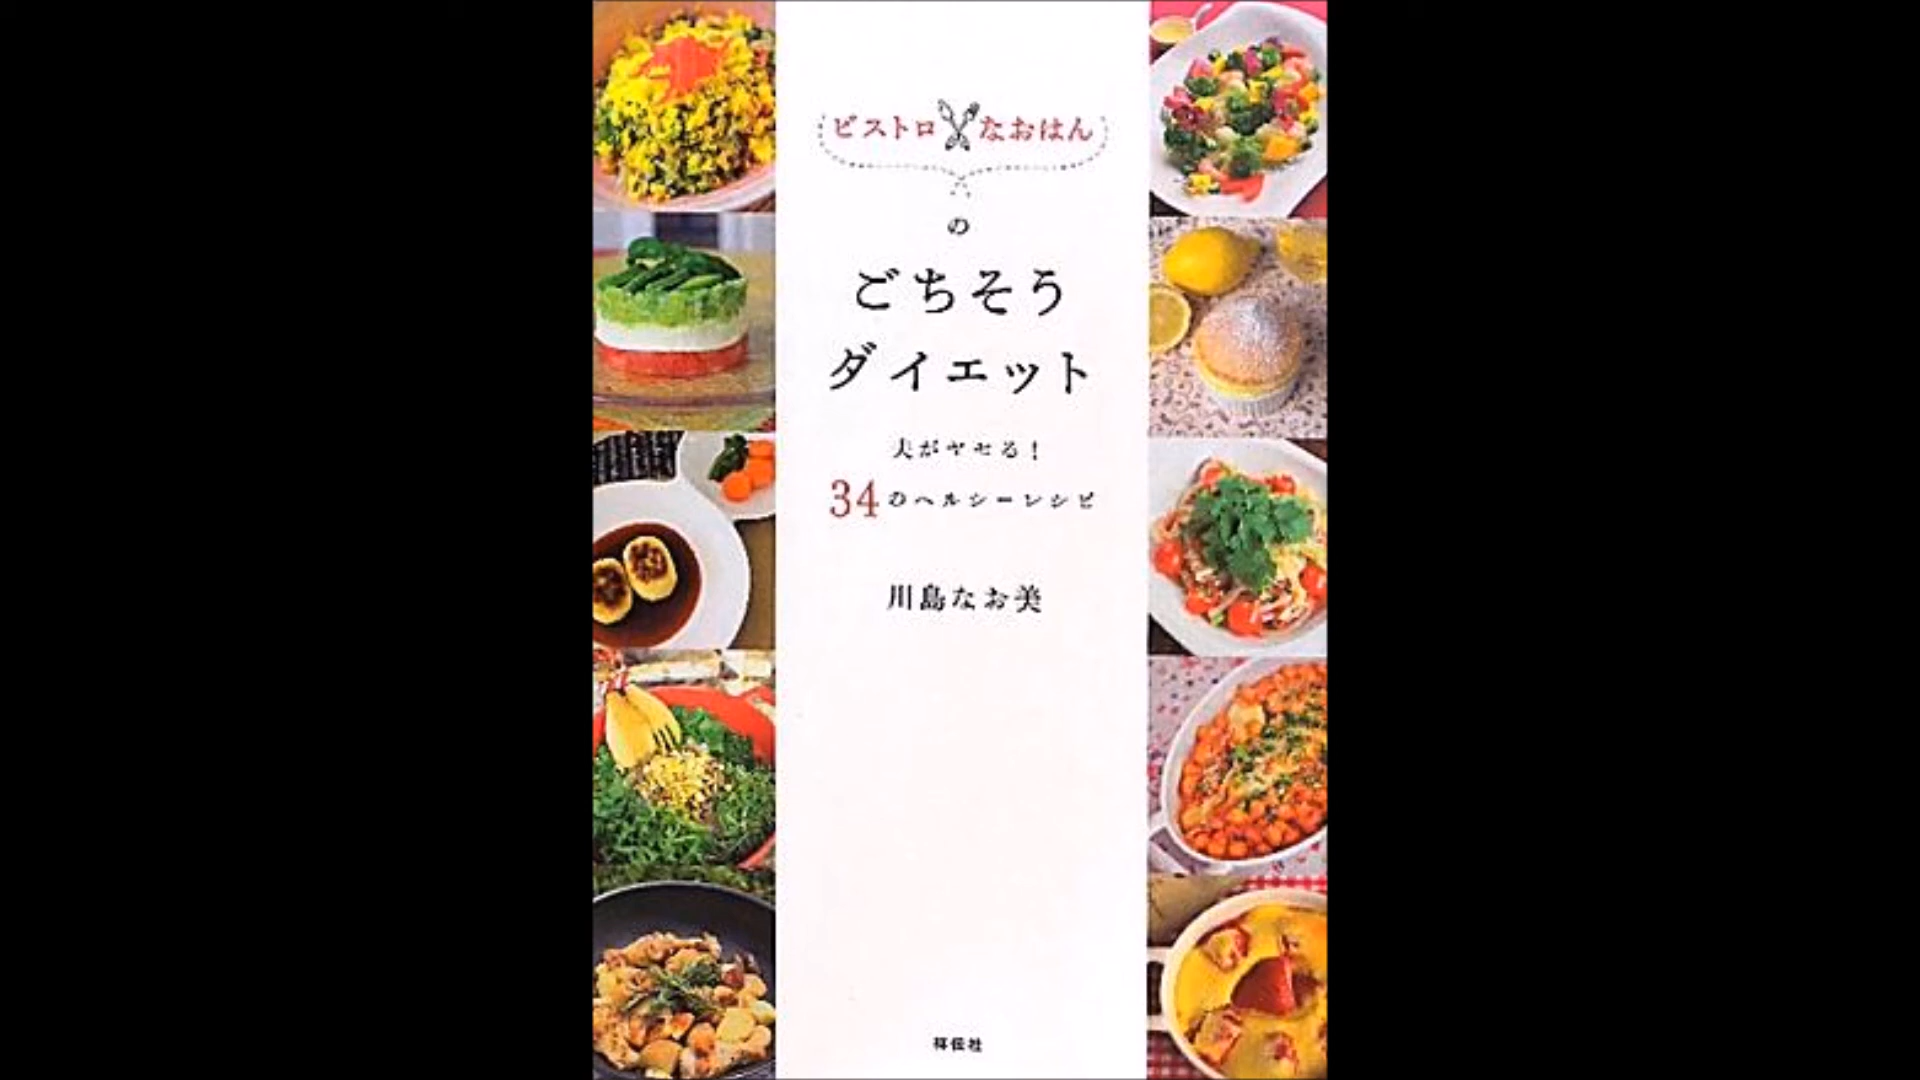 ビストロ なおはん
の
ごちそう
ダイエット
夫がヤセる！
34のヘルシーレシピ
川島なお美
祥伝社